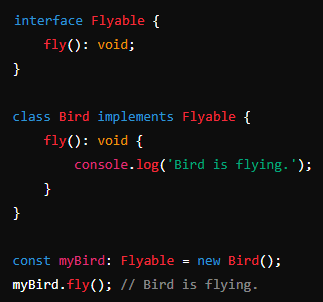 interface Flyable {
    fly(): void;
}

class Bird implements Flyable {
    fly(): void {
        console.log('Bird is flying.');
    }
}

const myBird: Flyable = new Bird();
myBird.fly(); // Bird is flying.